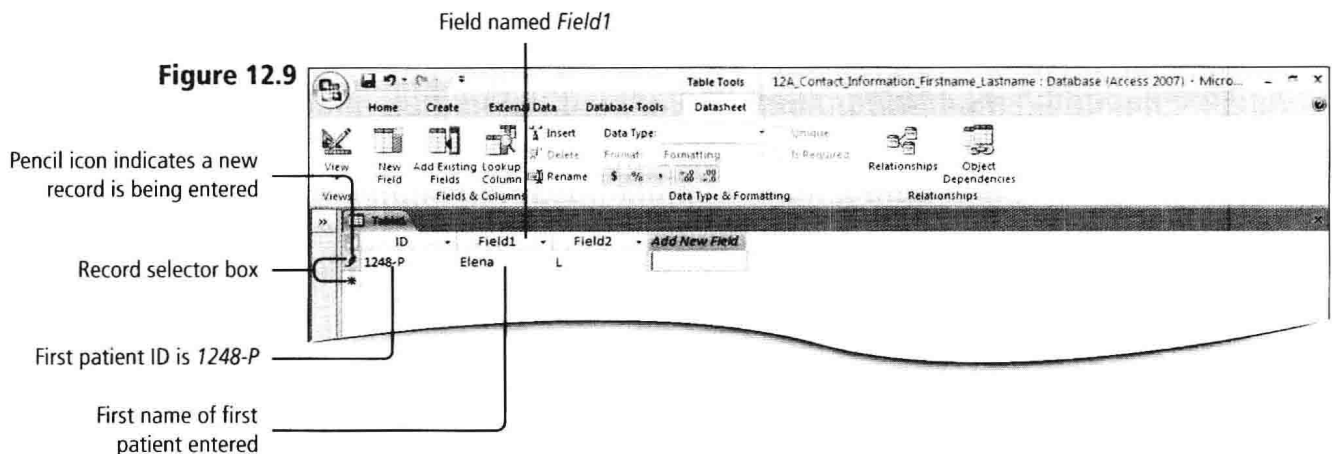 Field named Field1
Figure 12.9
Table Tools 12A_Contact_Information_Firstname_Lastname : Database (Access 2007) - Micro...
Home Create External Data Database Tools Datasheet
Insert Data Type: Unique
Delete Format: Formatting Is Required
View New Field Add Existing Fields Lookup Column Rename $ % Relationships Object Dependencies
Views Fields & Columns Data Type & Formatting Relationships
Pencil icon indicates a new
record is being entered
ID Field1 Field2 Add New Field
1248-P Elena L
Record selector box
First patient ID is 1248-P
First name of first
patient entered